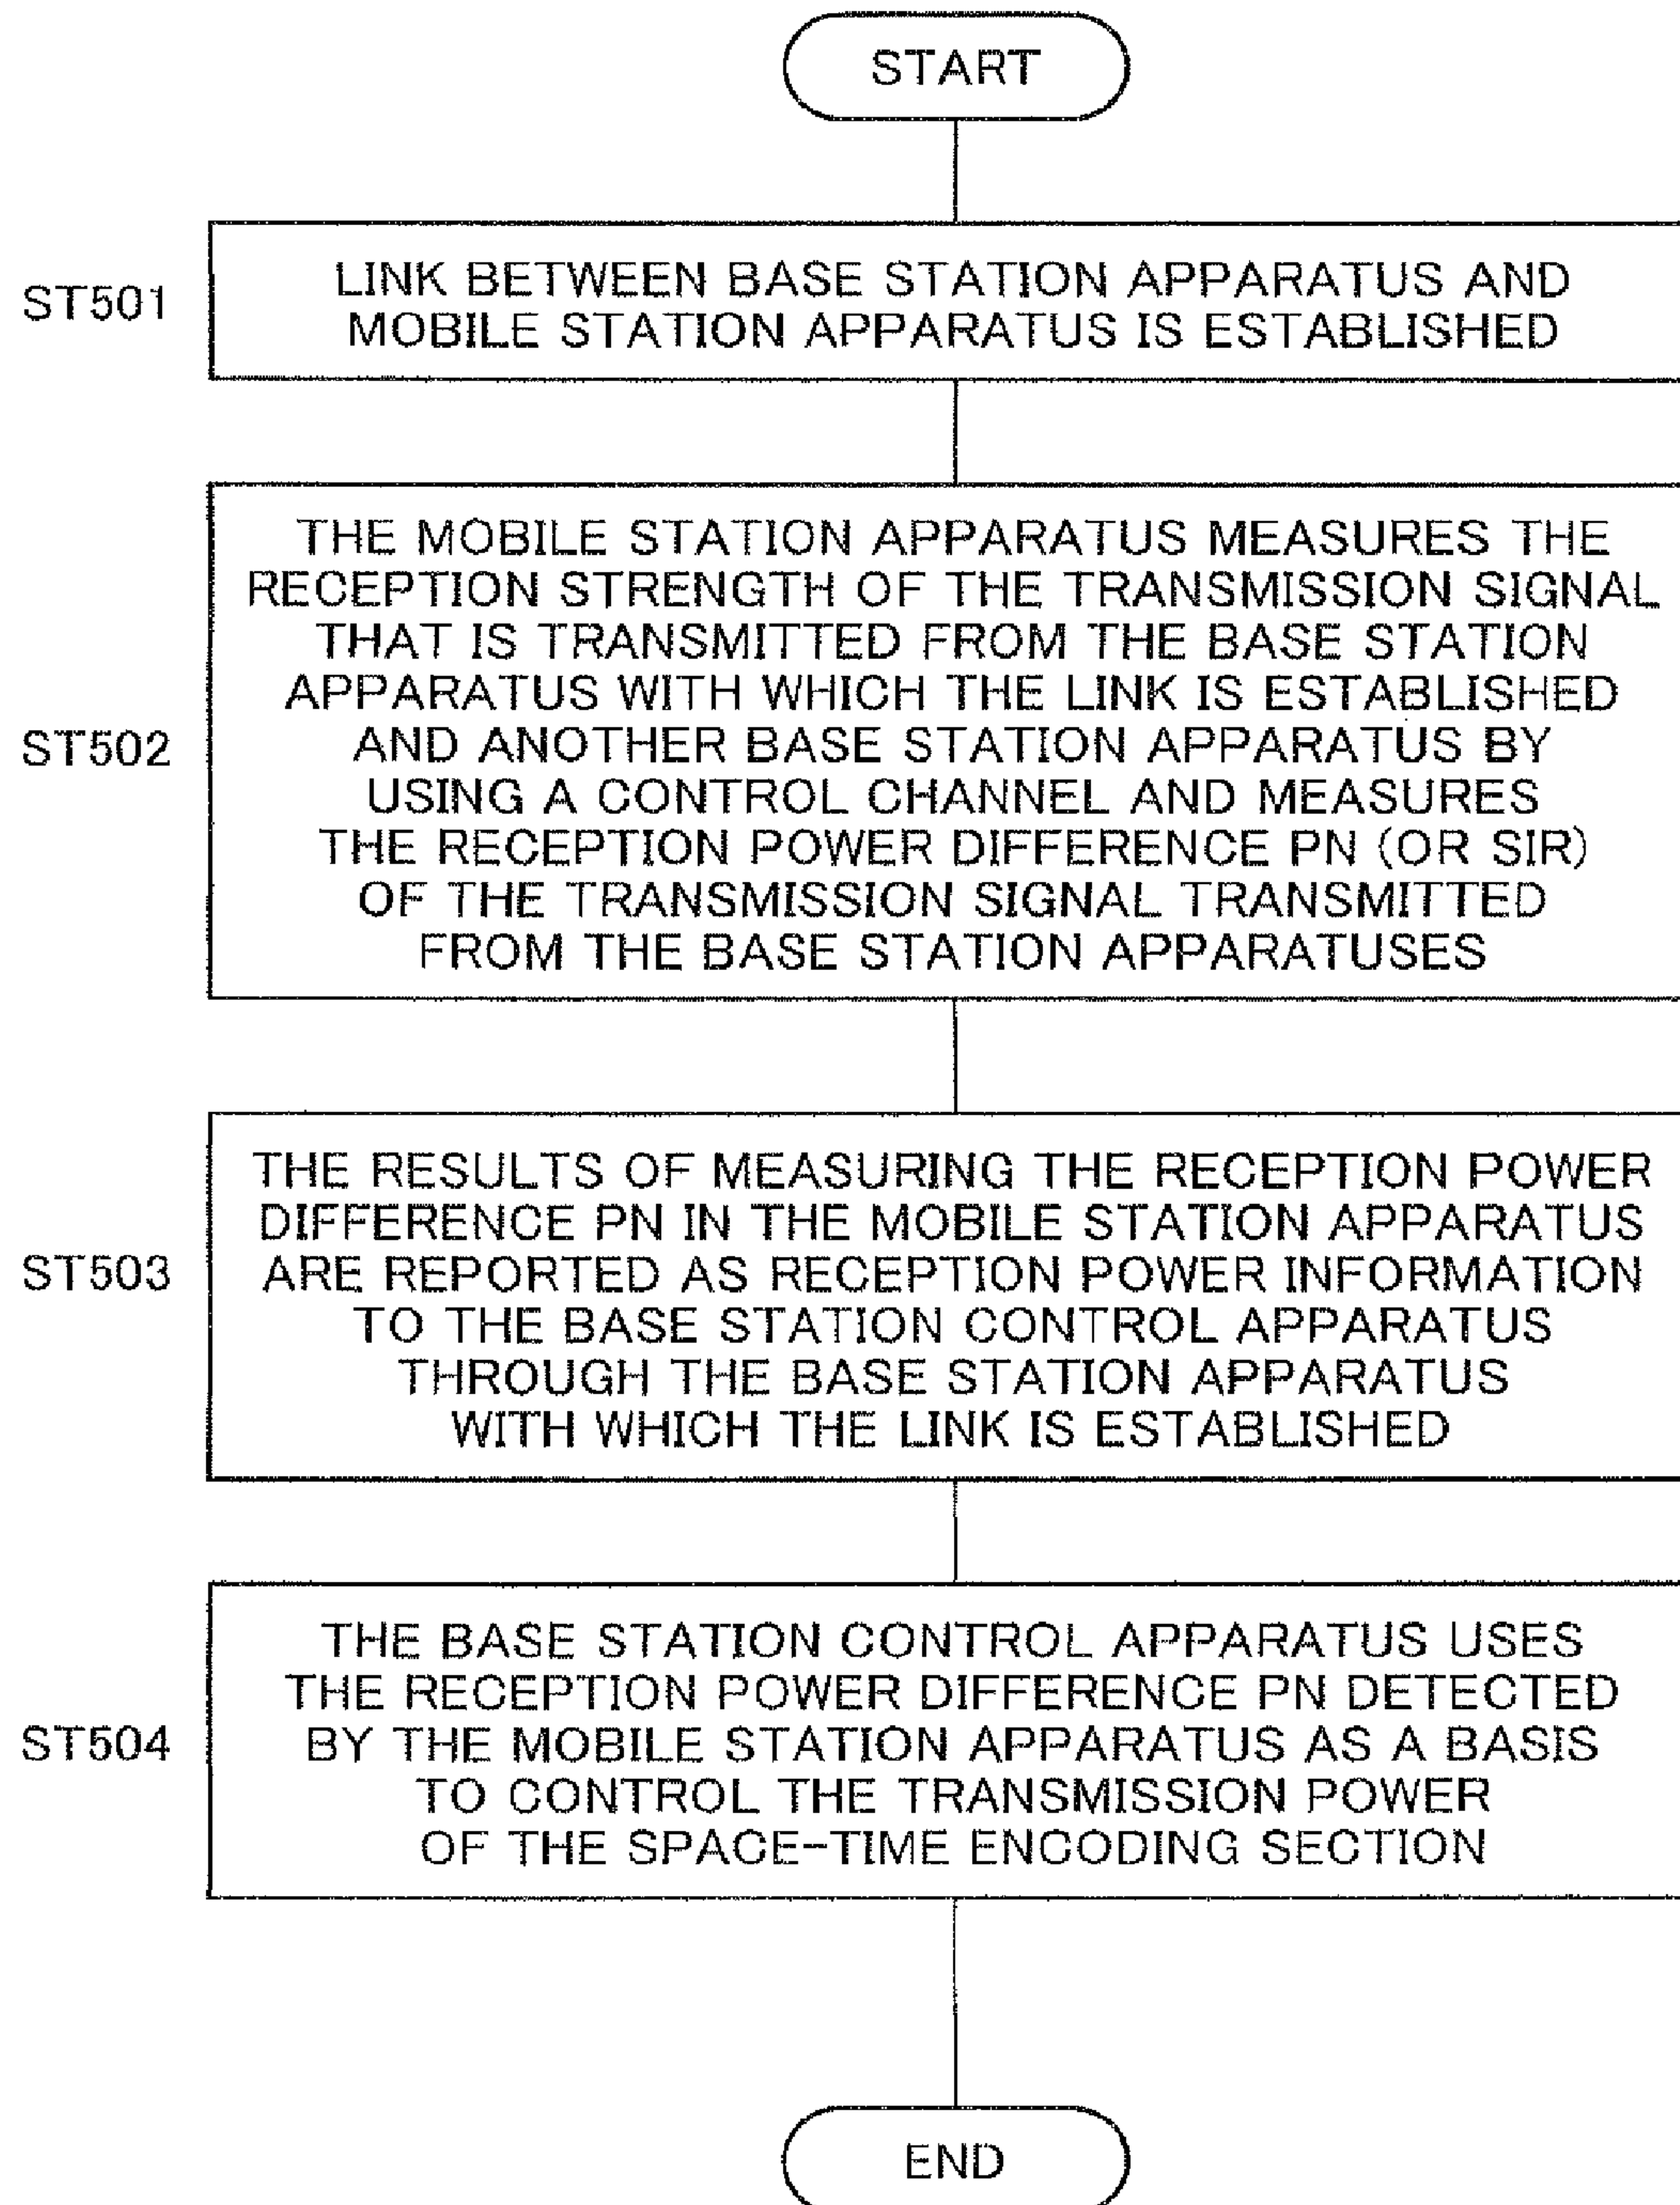 START
ST501
LINK BETWEEN BASE STATION APPARATUS AND
MOBILE STATION APPARATUS IS ESTABLISHED
ST502
THE MOBILE STATION APPARATUS MEASURES THE
RECEPTION STRENGTH OF THE TRANSMISSION SIGNAL
THAT IS TRANSMITTED FROM THE BASE STATION
APPARATUS WITH WHICH THE LINK IS ESTABLISHED
AND ANOTHER BASE STATION APPARATUS BY
USING A CONTROL CHANNEL AND MEASURES
THE RECEPTION POWER DIFFERENCE PN (OR SIR)
OF THE TRANSMISSION SIGNAL TRANSMITTED
FROM THE BASE STATION APPARATUSES
ST503
THE RESULTS OF MEASURING THE RECEPTION POWER
DIFFERENCE PN IN THE MOBILE STATION APPARATUS
ARE REPORTED AS RECEPTION POWER INFORMATION
TO THE BASE STATION CONTROL APPARATUS
THROUGH THE BASE STATION APPARATUS
WITH WHICH THE LINK IS ESTABLISHED
ST504
THE BASE STATION CONTROL APPARATUS USES
THE RECEPTION POWER DIFFERENCE PN DETECTED
BY THE MOBILE STATION APPARATUS AS A BASIS
TO CONTROL THE TRANSMISSION POWER
OF THE SPACE-TIME ENCODING SECTION
END